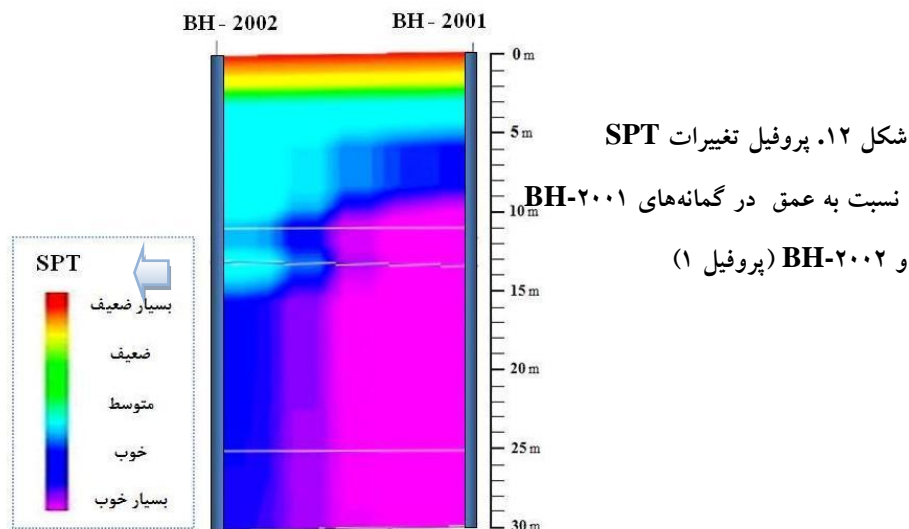 BH - 2002
BH - 2001
0 m
5 m
10 m
15 m
20 m
25 m
30 m
SPT
بسیار ضعیف
ضعیف
متوسط
خوب
بسیار خوب
شکل ۱۲. پروفیل تغییرات SPT
نسبت به عمق در گمانه‌های BH-۲۰۰۱
و BH-۲۰۰۲ (پروفیل ۱)